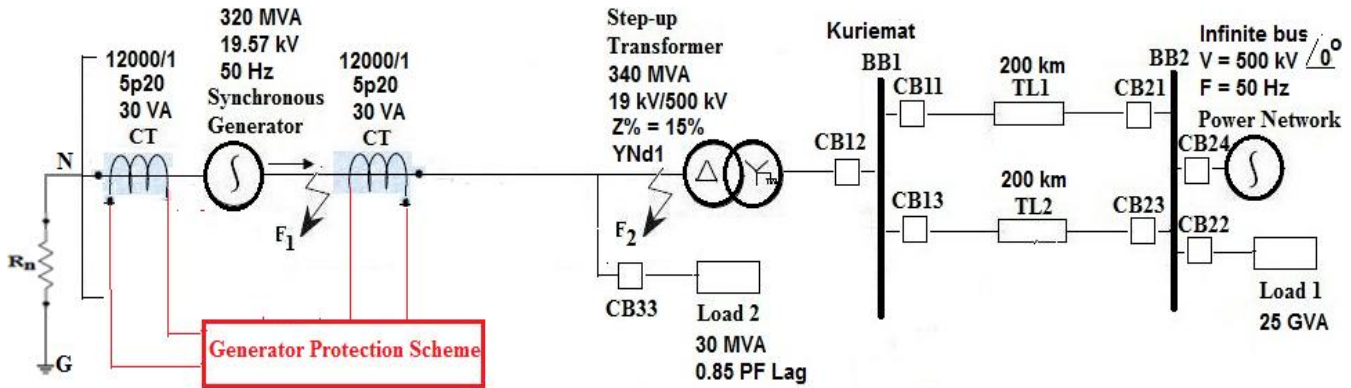 320 MVA
19.57 kV
50 Hz
Synchronous
Generator
12000/1
5p20
30 VA
CT
12000/1
5p20
30 VA
CT
N
Rn
G
F1
Generator Protection Scheme
Step-up
Transformer
340 MVA
19 kV/500 kV
Z% = 15%
YNd1
F2
CB33
Load 2
30 MVA
0.85 PF Lag
CB12
Kuriemat
BB1
CB11
200 km
TL1
CB21
CB13
200 km
TL2
CB23
BB2
Infinite bus
V = 500 kV /0°
F = 50 Hz
Power Network
CB24
CB22
Load 1
25 GVA